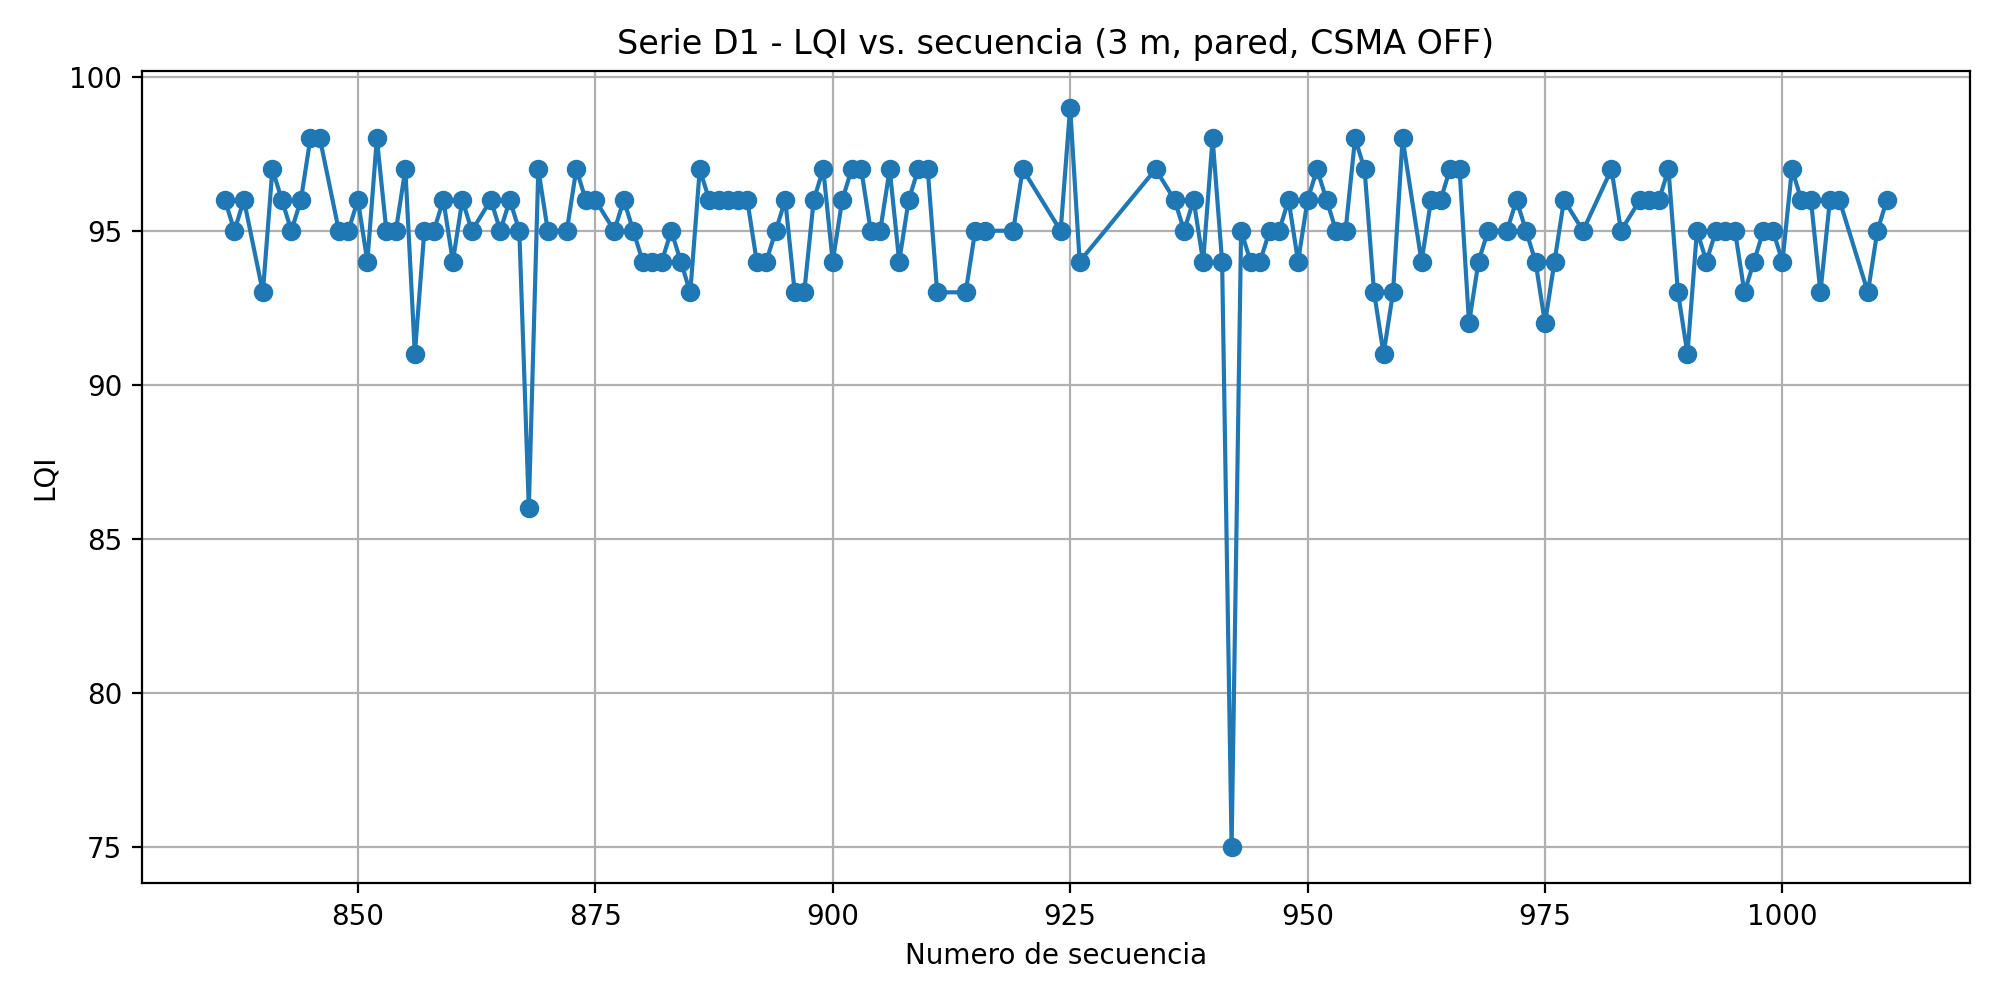 Serie D1 - LQI vs. secuencia (3 m, pared, CSMA OFF)
100
95
90
85
80
75
LQI
850 875 900 925 950 975 1000
Numero de secuencia